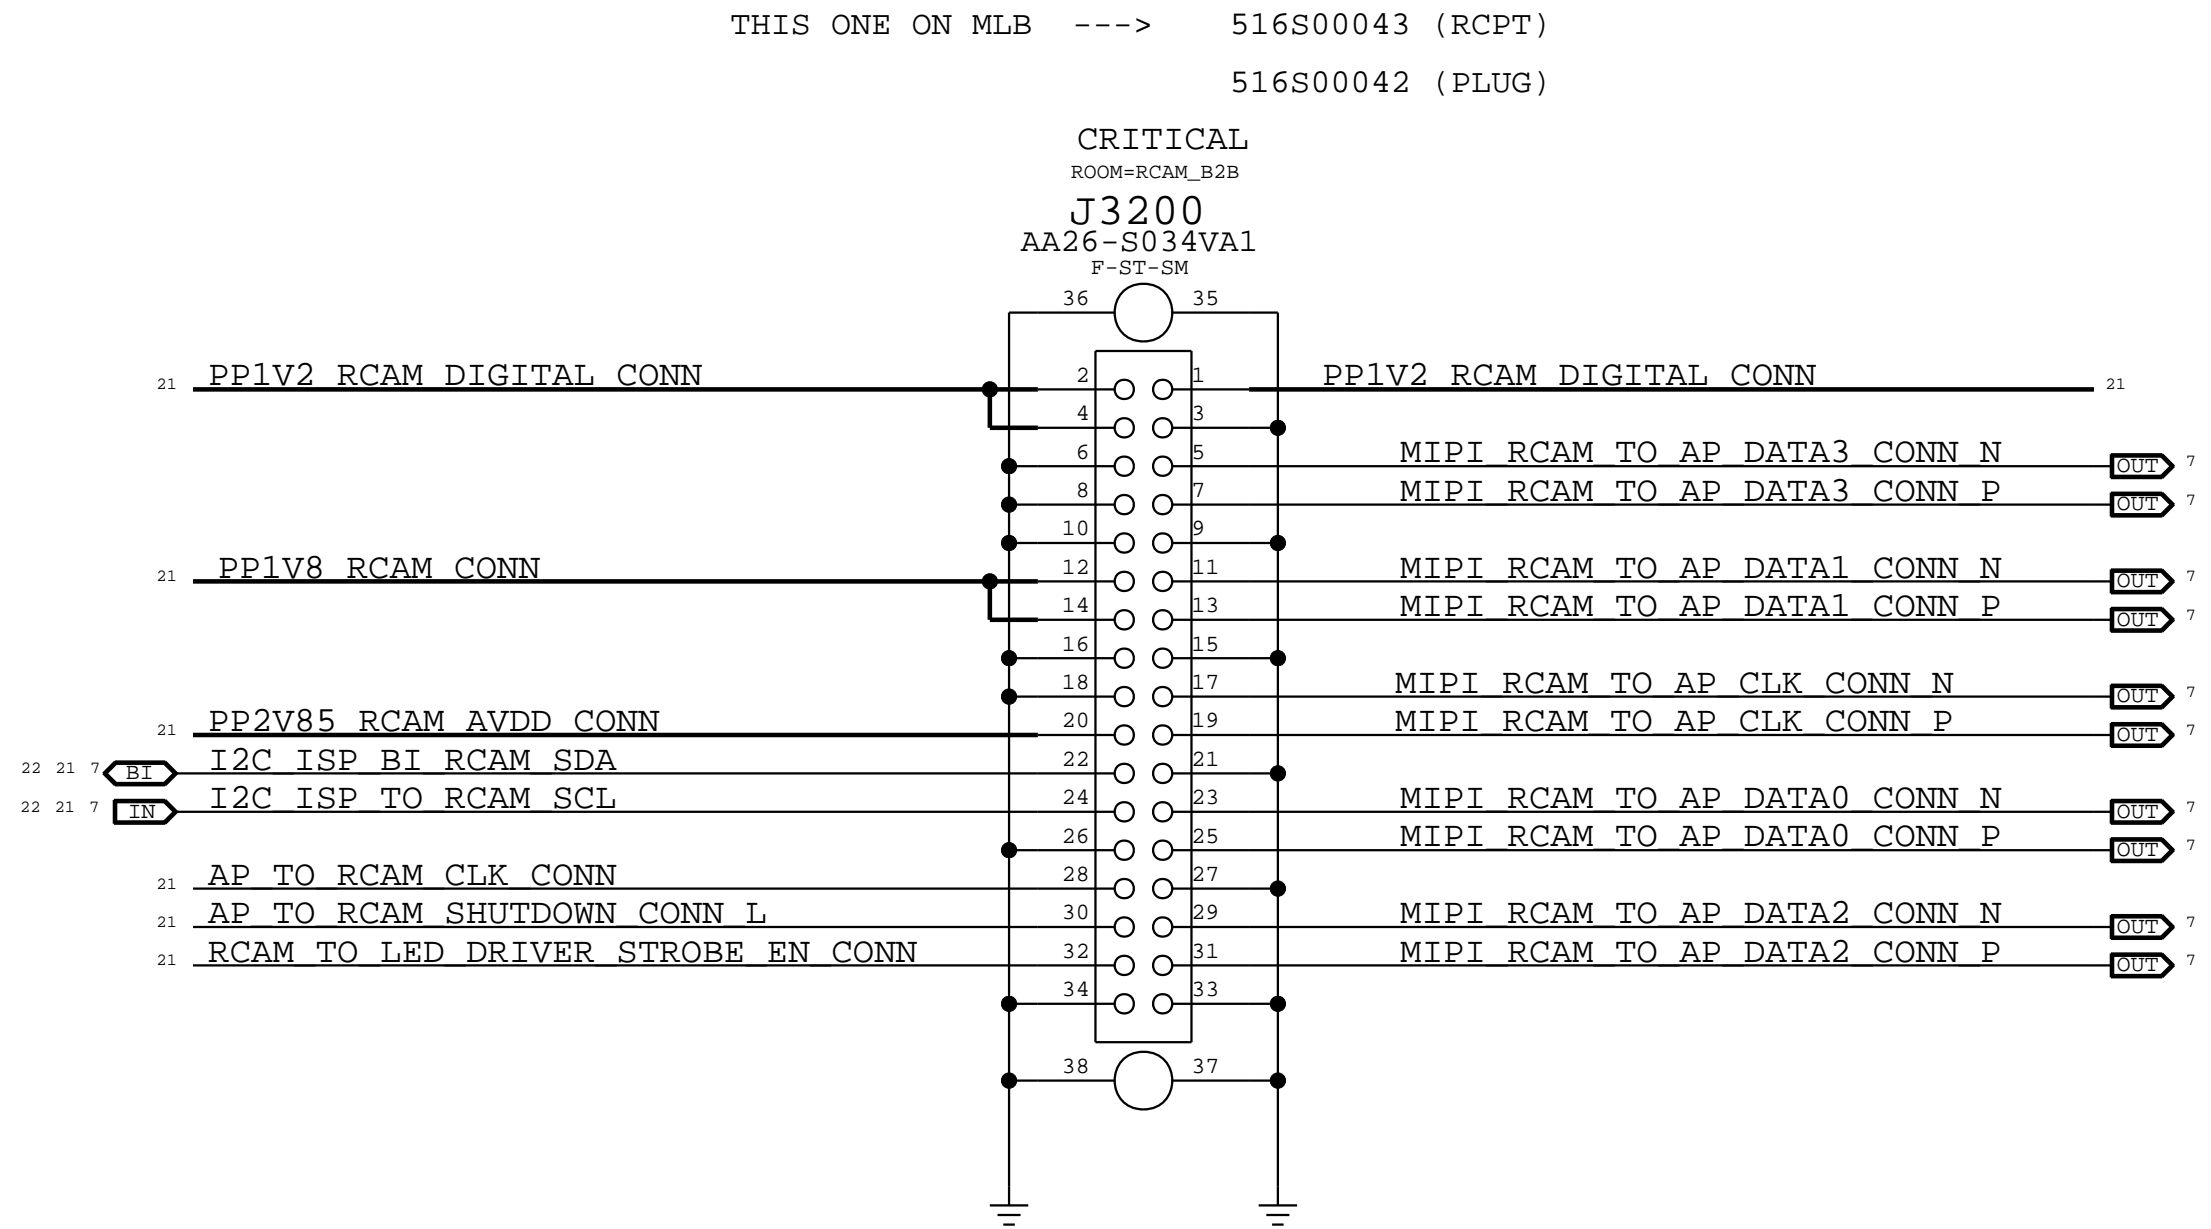 THIS ONE ON MLB ---> 516S00043 (RCPT)
516S00042 (PLUG)
CRITICAL
ROOM=RCAM_B2B
J3200
AA26-S034VA1
F-ST-SM
36 35
21 PP1V2_RCAM_DIGITAL_CONN 2 1 PP1V2_RCAM_DIGITAL_CONN 21
4 3
6 5 MIPI_RCAM_TO_AP_DATA3_CONN_N OUT 7
8 7 MIPI_RCAM_TO_AP_DATA3_CONN_P OUT 7
10 9
21 PP1V8_RCAM_CONN 12 11 MIPI_RCAM_TO_AP_DATA1_CONN_N OUT 7
14 13 MIPI_RCAM_TO_AP_DATA1_CONN_P OUT 7
16 15
18 17 MIPI_RCAM_TO_AP_CLK_CONN_N OUT 7
21 PP2V85_RCAM_AVDD_CONN 20 19 MIPI_RCAM_TO_AP_CLK_CONN_P OUT 7
22 21 7 BI I2C_ISP_BI_RCAM_SDA 22 21
22 21 7 IN I2C_ISP_TO_RCAM_SCL 24 23 MIPI_RCAM_TO_AP_DATA0_CONN_N OUT 7
26 25 MIPI_RCAM_TO_AP_DATA0_CONN_P OUT 7
21 AP_TO_RCAM_CLK_CONN 28 27
21 AP_TO_RCAM_SHUTDOWN_CONN_L 30 29 MIPI_RCAM_TO_AP_DATA2_CONN_N OUT 7
21 RCAM_TO_LED_DRIVER_STROBE_EN_CONN 32 31 MIPI_RCAM_TO_AP_DATA2_CONN_P OUT 7
34 33
38 37